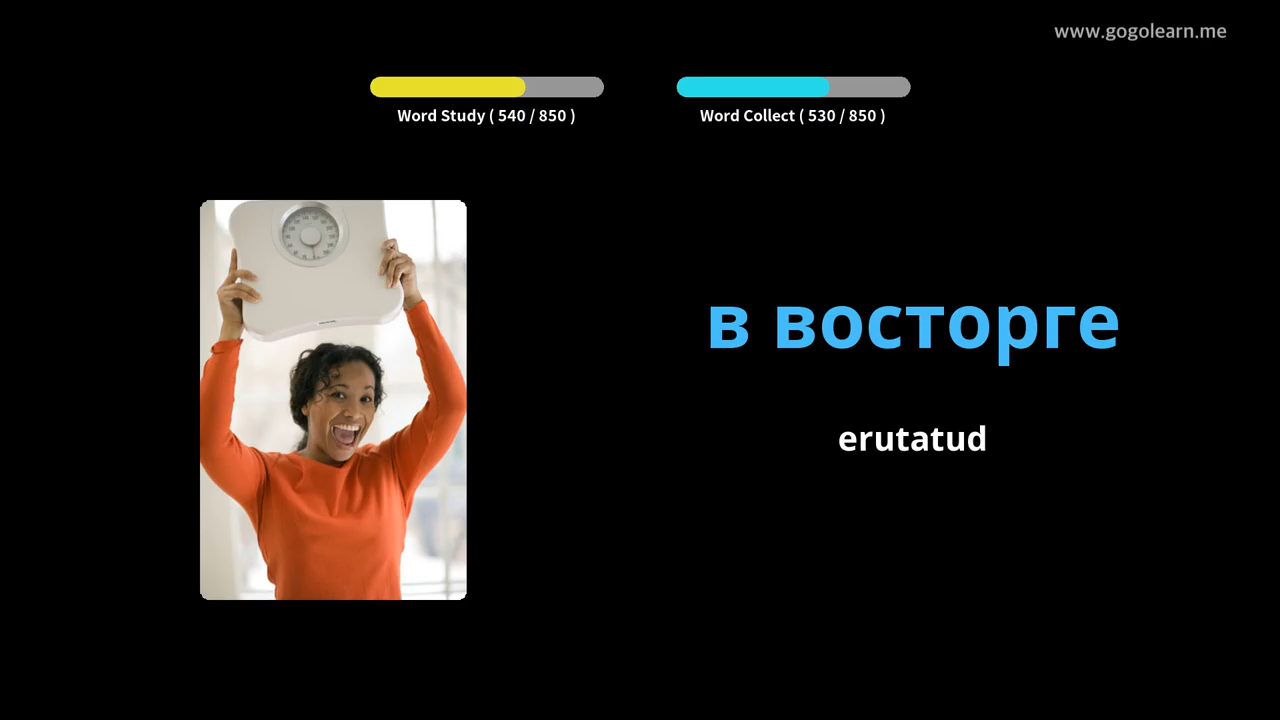 www.gogolearn.me
Word Study ( 540 / 850 )
Word Collect ( 530 / 850 )
в восторге
erutatud